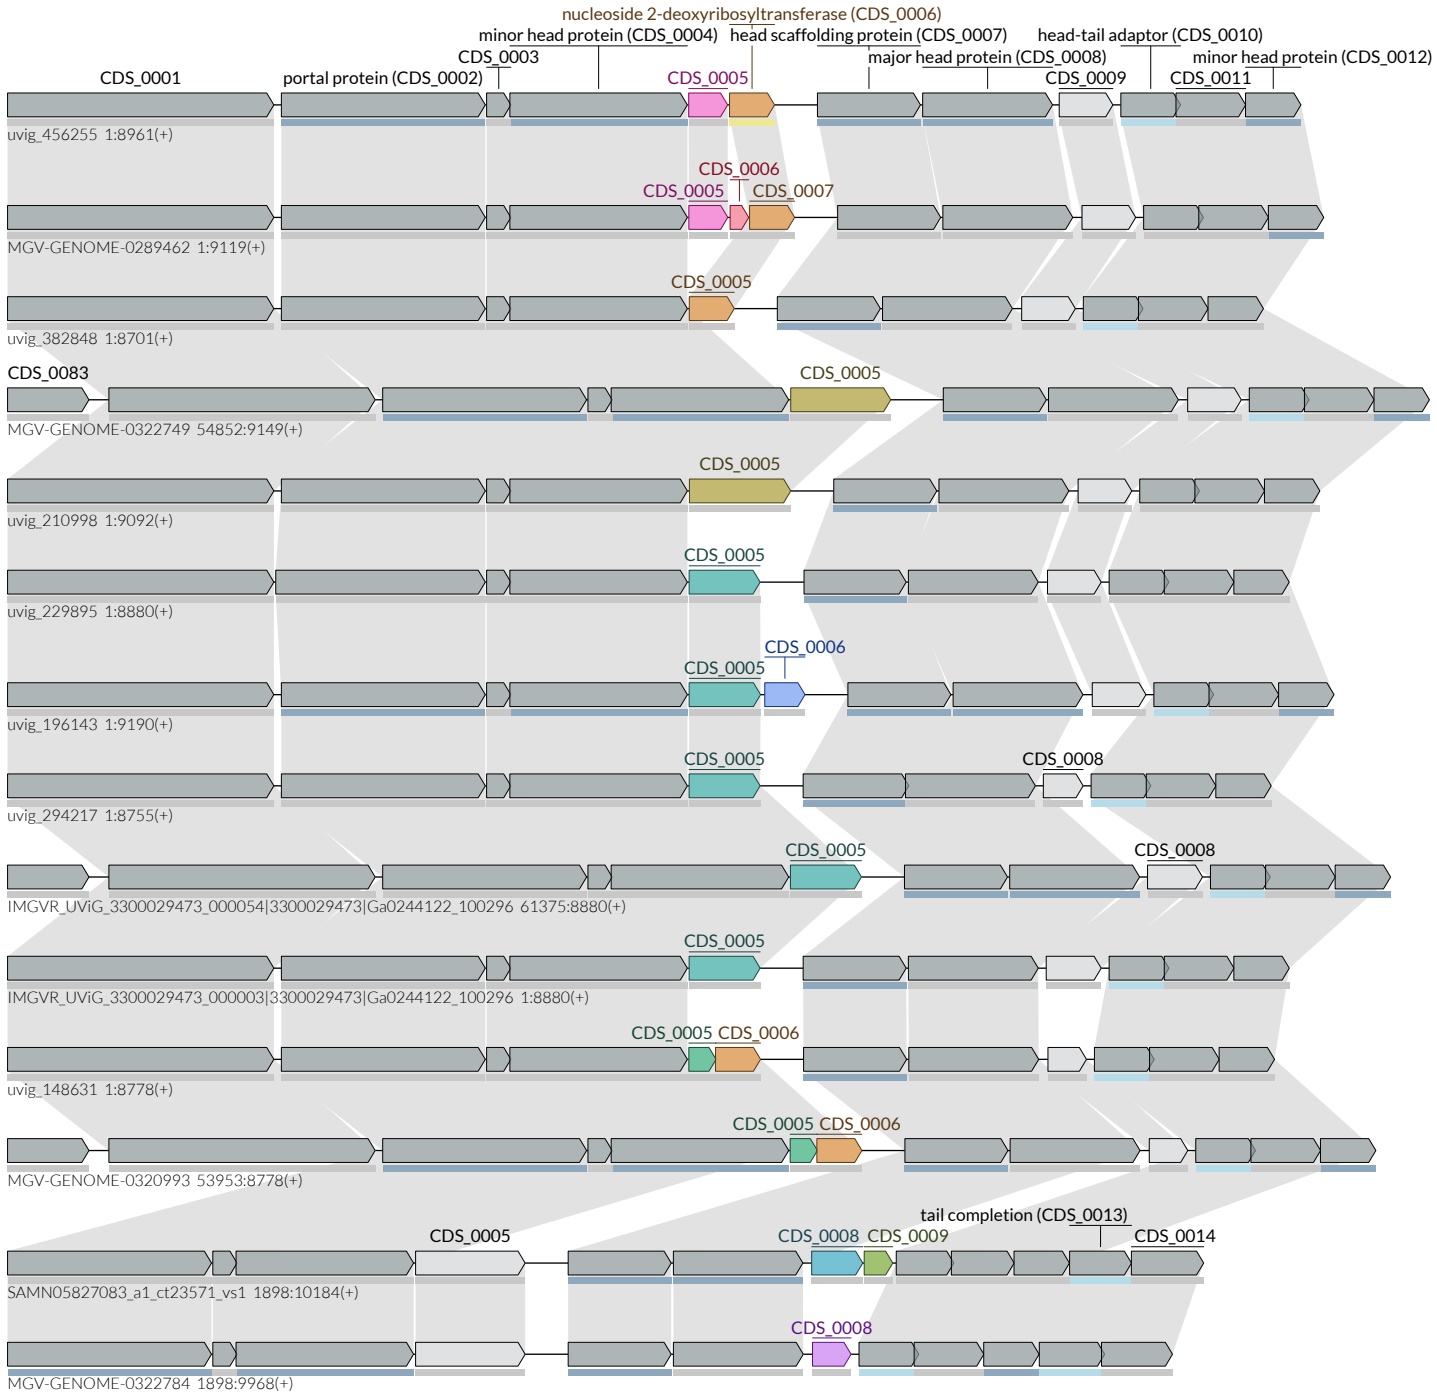 nucleoside 2-deoxyribosyltransferase (CDS_0006)
minor head protein (CDS_0004) head scaffolding protein (CDS_0007) head-tail adaptor (CDS_0010)
CDS_0003 major head protein (CDS_0008) minor head protein (CDS_0012)
CDS_0001 portal protein (CDS_0002) CDS_0005 CDS_0009 CDS_0011
uvig_456255 1:8961(+)
CDS_0006
CDS_0005 CDS_0007
MGV-GENOME-0289462 1:9119(+)
CDS_0005
uvig_382848 1:8701(+)
CDS_0083 CDS_0005
MGV-GENOME-0322749 54852:9149(+)
CDS_0005
uvig_210998 1:9092(+)
CDS_0005
uvig_229895 1:8880(+)
CDS_0006
CDS_0005
uvig_196143 1:9190(+)
CDS_0005 CDS_0008
uvig_294217 1:8755(+)
CDS_0005 CDS_0008
IMGVR_UViG_3300029473_000054|3300029473|Ga0244122_100296 61375:8880(+)
CDS_0005
IMGVR_UViG_3300029473_000003|3300029473|Ga0244122_100296 1:8880(+)
CDS_0005 CDS_0006
uvig_148631 1:8778(+)
CDS_0005 CDS_0006
MGV-GENOME-0320993 53953:8778(+)
tail completion (CDS_0013)
CDS_0005 CDS_0008 CDS_0009 CDS_0014
SAMN05827083_a1_ct23571_vs1 1898:10184(+)
CDS_0008
MGV-GENOME-0322784 1898:9968(+)